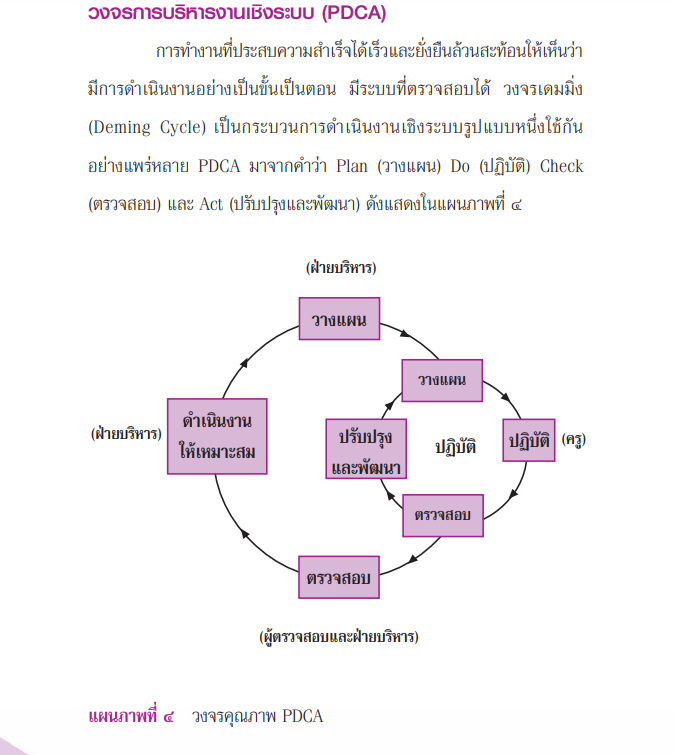 วงจรการบริหารงานเชิงระบบ (PDCA)
การทำงานที่ประสบความสำเร็จได้เร็วและยั่งยืนล้วนสะท้อนให้เห็นว่า
มีการดำเนินงานอย่างเป็นขั้นเป็นตอน มีระบบที่ตรวจสอบได้ วงจรเดมมิ่ง
(Deming Cycle) เป็นกระบวนการดำเนินงานเชิงระบบรูปแบบหนึ่งใช้กัน
อย่างแพร่หลาย PDCA มาจากคำว่า Plan (วางแผน) Do (ปฏิบัติ) Check
(ตรวจสอบ) และ Act (ปรับปรุงและพัฒนา) ดังแสดงในแผนภาพที่ ๔
(ฝ่ายบริหาร)
วางแผน
วางแผน
(ฝ่ายบริหาร)
ดำเนินงาน
ให้เหมาะสม
ปรับปรุง
และพัฒนา
ปฏิบัติ
ปฏิบัติ
(ครู)
ตรวจสอบ
ตรวจสอบ
(ผู้ตรวจสอบและฝ่ายบริหาร)
แผนภาพที่ ๔ วงจรคุณภาพ PDCA